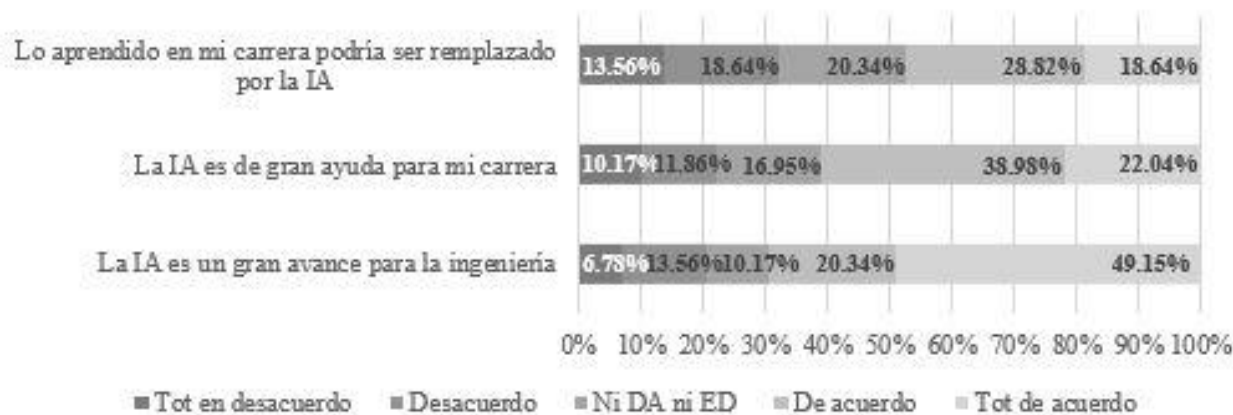 Lo aprendido en mi carrera podría ser remplazado
por la IA
13.56% 18.64% 20.34% 28.82% 18.64%
La IA es de gran ayuda para mi carrera
10.17% 11.86% 16.95% 38.98% 22.04%
La IA es un gran avance para la ingeniería
6.78% 13.56% 10.17% 20.34% 49.15%
0% 10% 20% 30% 40% 50% 60% 70% 80% 90% 100%
Tot en desacuerdo Desacuerdo Ni DA ni ED De acuerdo Tot de acuerdo